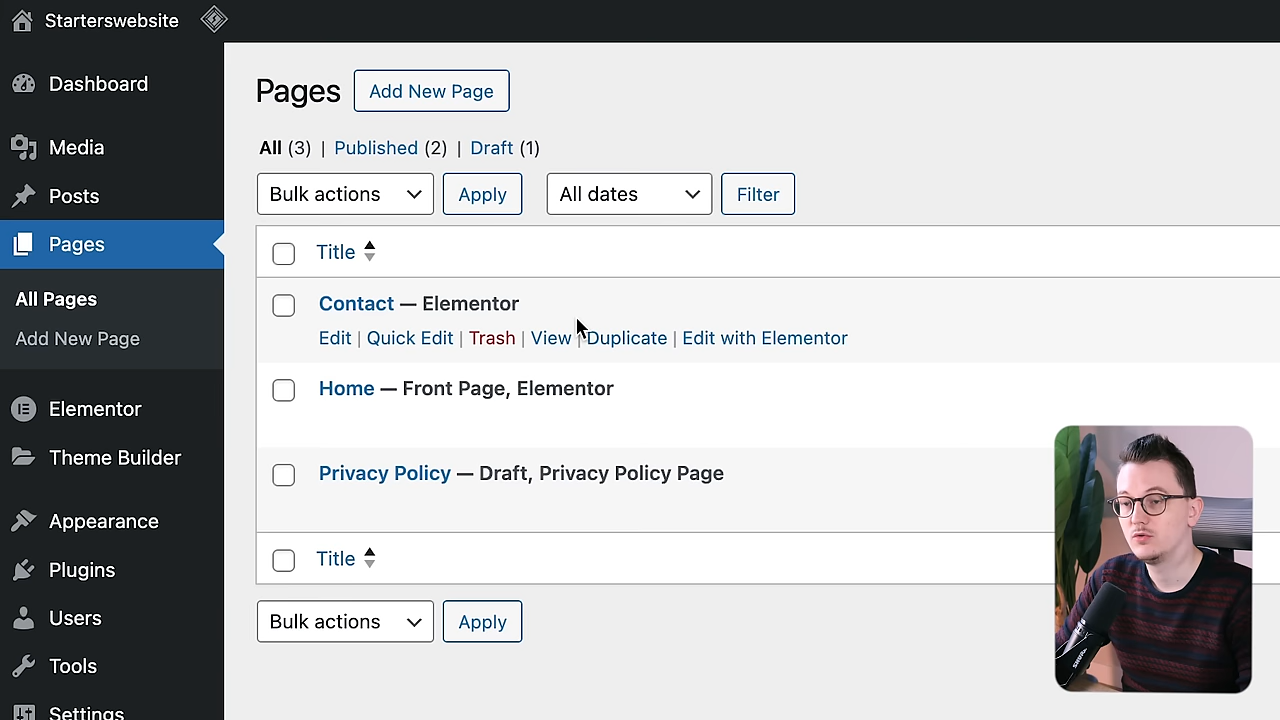 Starterswebsite
Dashboard
Media
Posts
Pages
All Pages
Add New Page
Elementor
Theme Builder
Appearance
Plugins
Users
Tools
Settings
Pages Add New Page
All (3) | Published (2) | Draft (1)
Bulk actions Apply All dates Filter
Title
Contact — Elementor
Edit | Quick Edit | Trash | View | Duplicate | Edit with Elementor
Home — Front Page, Elementor
Privacy Policy — Draft, Privacy Policy Page
Title
Bulk actions Apply